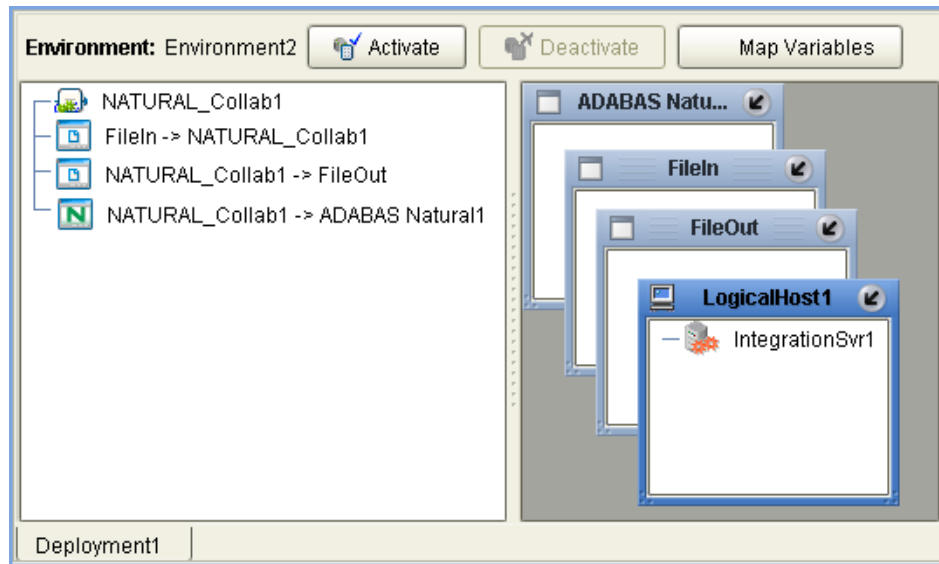 Environment: Environment2 Activate Deactivate Map Variables
NATURAL_Collab1
FileIn -> NATURAL_Collab1
NATURAL_Collab1 -> FileOut
NATURAL_Collab1 -> ADABAS Natural1
ADABAS Natu...
FileIn
FileOut
LogicalHost1
IntegrationSvr1
Deployment1